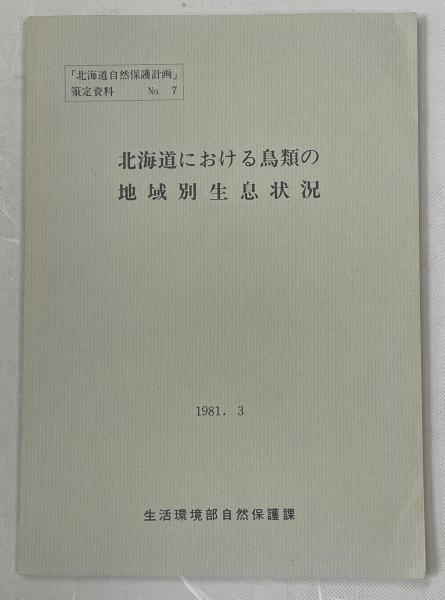 「北海道自然保護計画」
策定資料 No. 7
北海道における鳥類の
地域別生息状況
1981. 3
生活環境部自然保護課